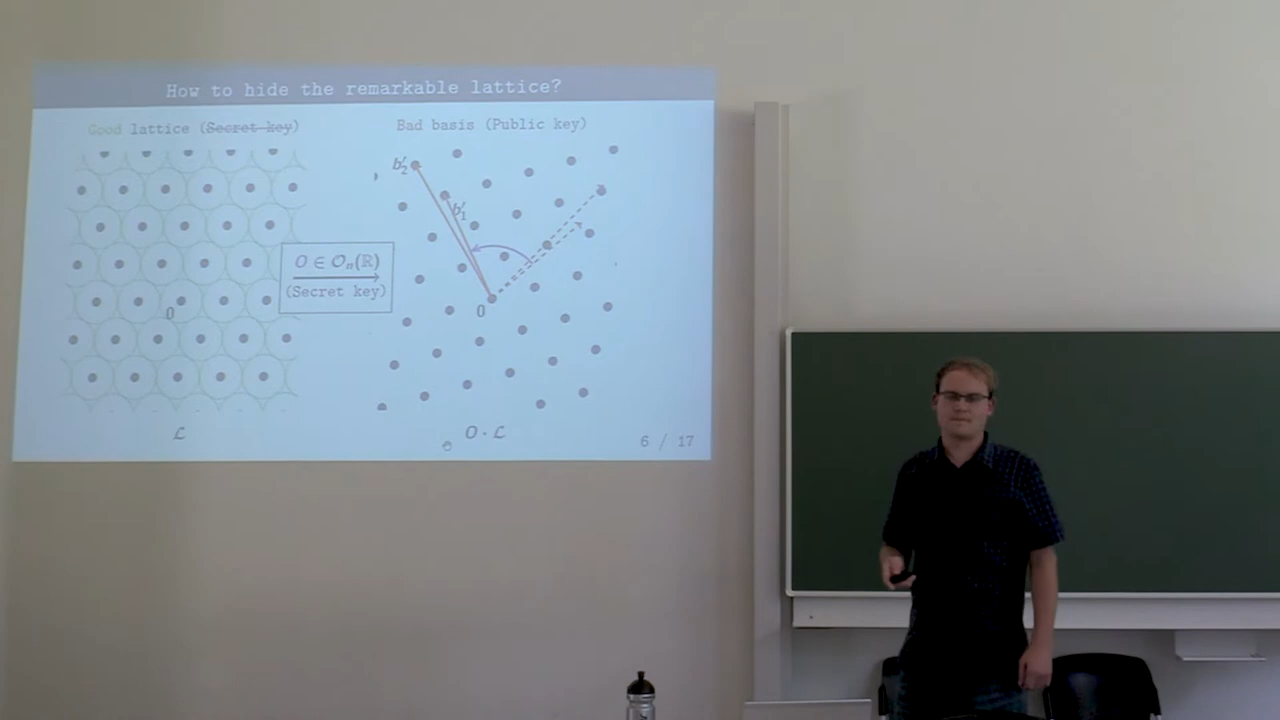 How to hide the remarkable lattice?
Good lattice (Secret key)
Bad basis (Public key)
b′₂
b′₁
O ∈ 𝒪ₙ(ℝ)
(Secret key)
0
0
ℒ
O · ℒ
6 / 17